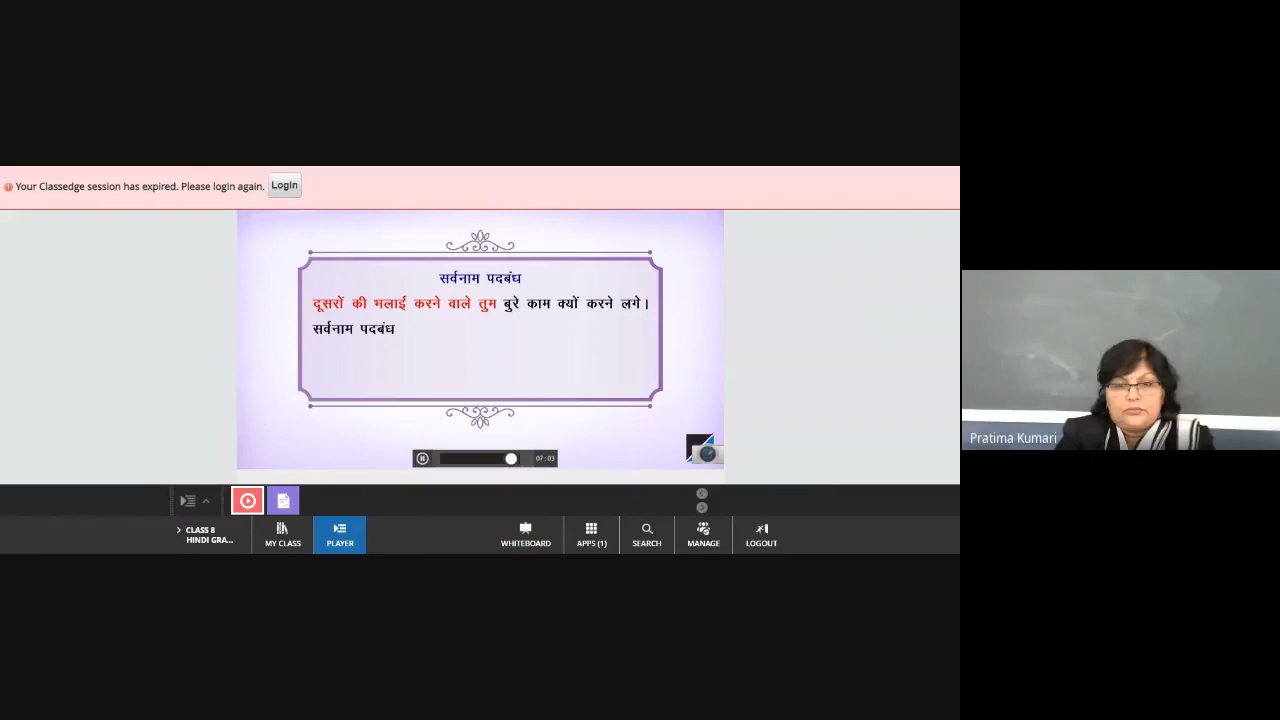 Your Classedge session has expired. Please login again. Login
सर्वनाम पदबंध
दूसरों की भलाई करने वाले तुम बुरे काम क्यों करने लगे।
सर्वनाम पदबंध
07:03
Pratima Kumari
CLASS 8
HINDI GRA...
MY CLASS
PLAYER
WHITEBOARD
APPS (1)
SEARCH
MANAGE
LOGOUT